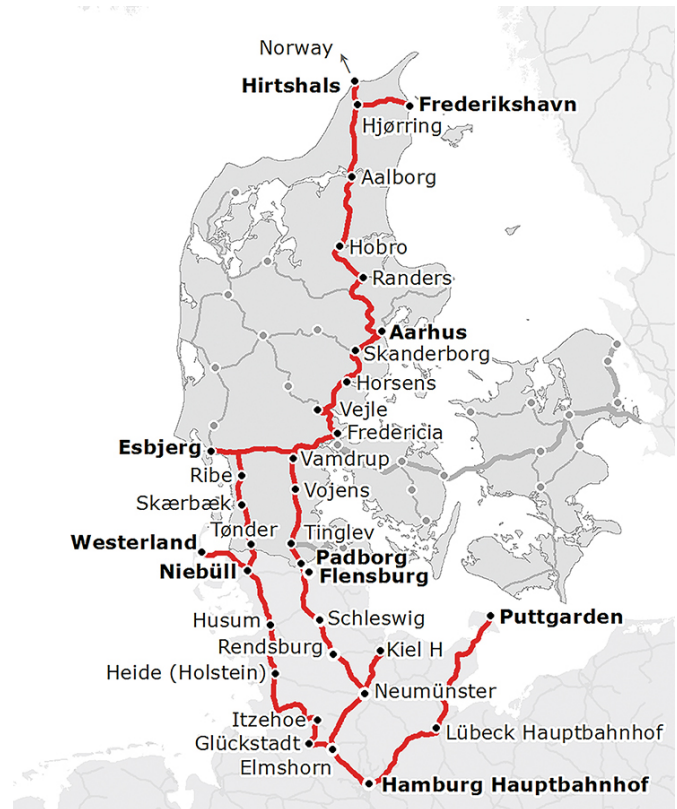 Norway
Hirtshals
Frederikshavn
Hjørring
Aalborg
Hobro
Randers
Aarhus
Skanderborg
Horsens
Vejle
Fredericia
Esbjerg
Vamdrup
Ribe
Vojens
Skærbæk
Tønder
Tinglev
Westerland
Padborg
Niebüll
Flensburg
Husum
Schleswig
Puttgarden
Rendsburg
Kiel H
Heide (Holstein)
Neumünster
Itzehoe
Lübeck Hauptbahnhof
Glückstadt
Elmshorn
Hamburg Hauptbahnhof